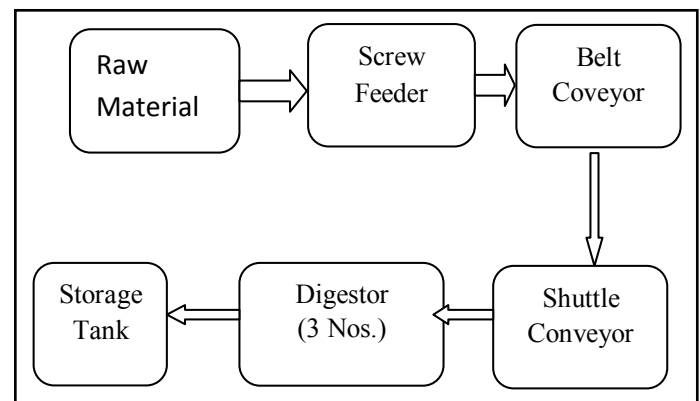 Raw
Material
Screw
Feeder
Belt
Coveyor
Shuttle
Conveyor
Digestor
(3 Nos.)
Storage
Tank